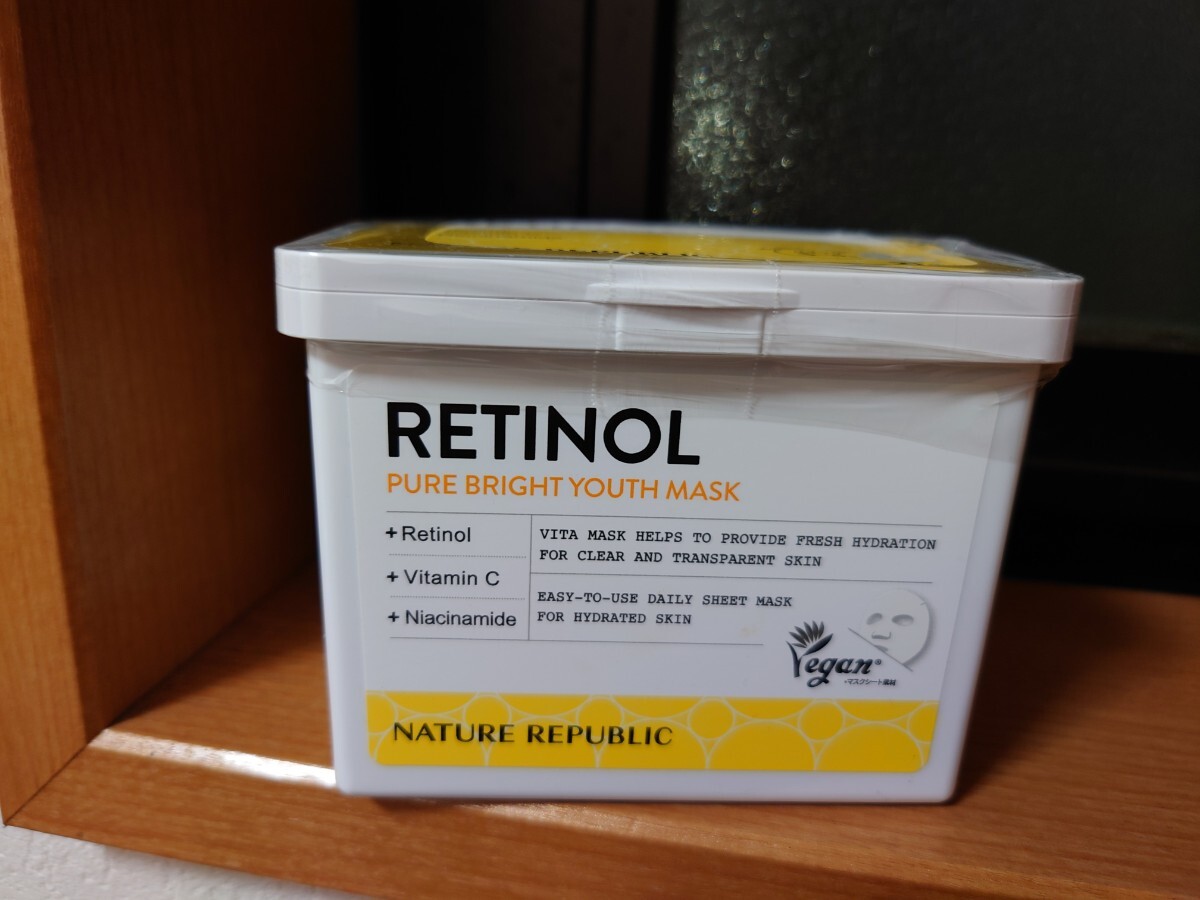 RETINOL
PURE BRIGHT YOUTH MASK
+Retinol
+Vitamin C
+Niacinamide
VITA MASK HELPS TO PROVIDE FRESH HYDRATION
FOR CLEAR AND TRANSPARENT SKIN
EASY-TO-USE DAILY SHEET MASK
FOR HYDRATED SKIN
Vegan®
NATURE REPUBLIC